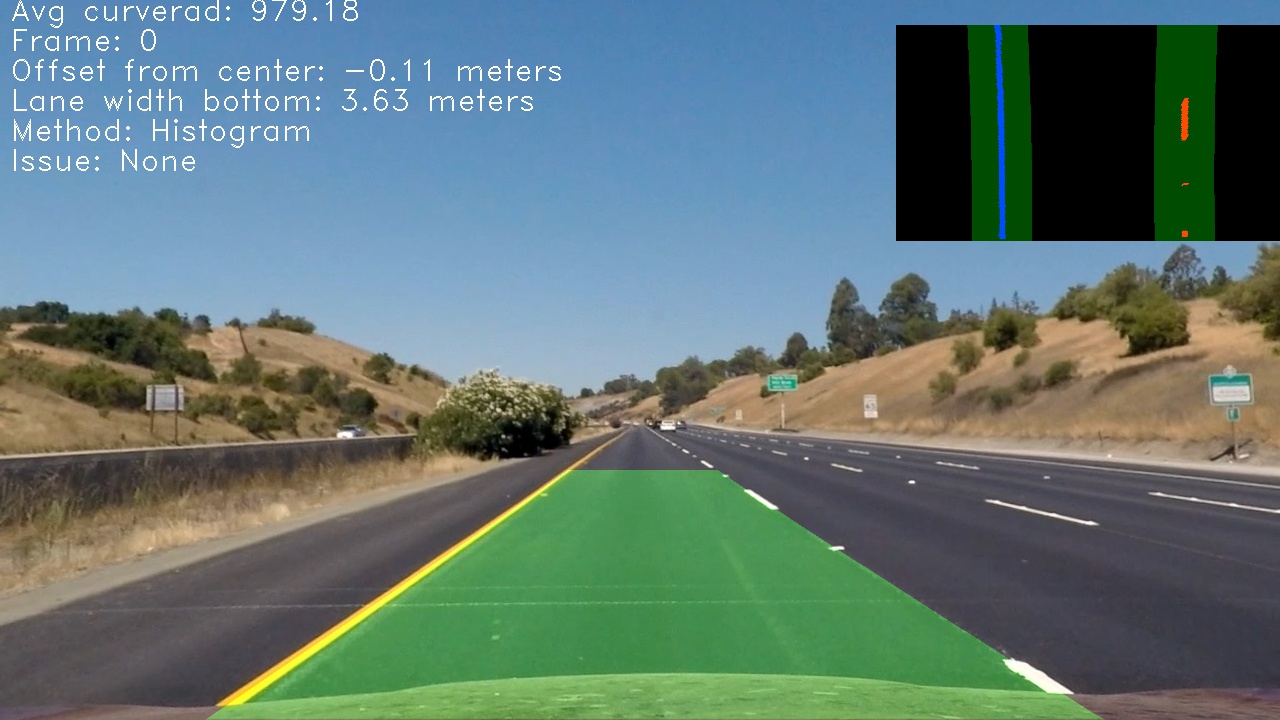 Avg curverad: 979.18
Frame: 0
Offset from center: -0.11 meters
Lane width bottom: 3.63 meters
Method: Histogram
Issue: None